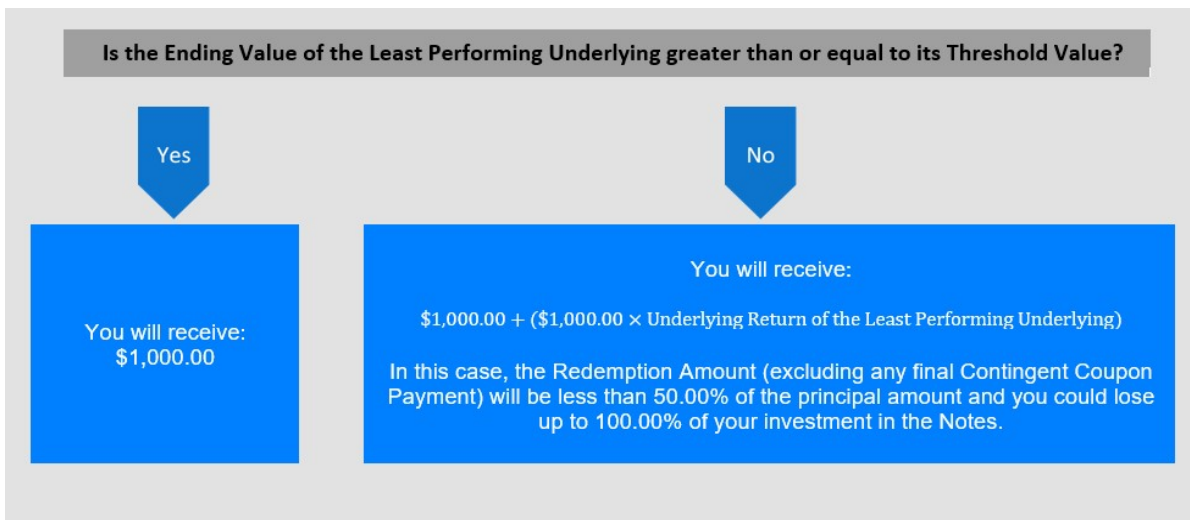 Is the Ending Value of the Least Performing Underlying greater than or equal to its Threshold Value?
Yes
No
You will receive:
$1,000.00
You will receive:
$1,000.00 + ($1,000.00 × Underlying Return of the Least Performing Underlying)
In this case, the Redemption Amount (excluding any final Contingent Coupon
Payment) will be less than 50.00% of the principal amount and you could lose
up to 100.00% of your investment in the Notes.